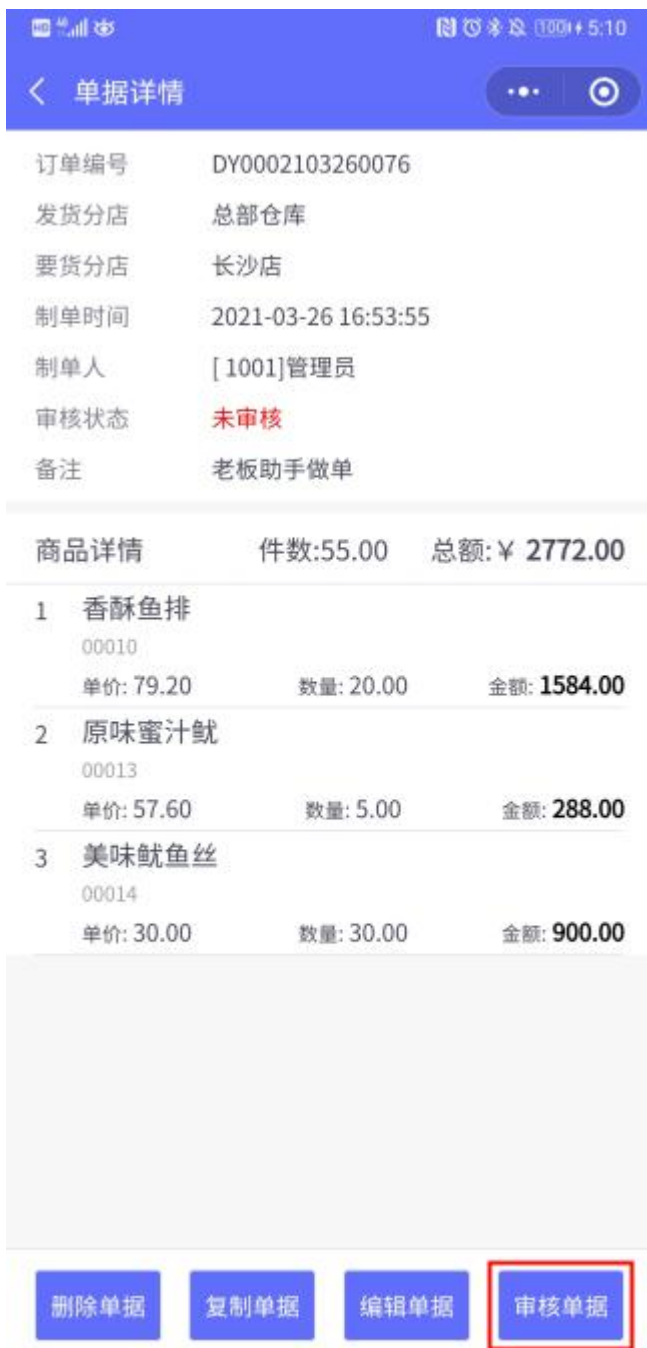 HD 5:10
单据详情
订单编号 DY0002103260076
发货分店 总部仓库
要货分店 长沙店
制单时间 2021-03-26 16:53:55
制单人 [ 1001]管理员
审核状态 未审核
备注 老板助手做单
商品详情 件数:55.00 总额:¥ 2772.00
1 香酥鱼排
00010
单价: 79.20 数量: 20.00 金额: 1584.00
2 原味蜜汁鱿
00013
单价: 57.60 数量: 5.00 金额: 288.00
3 美味鱿鱼丝
00014
单价: 30.00 数量: 30.00 金额: 900.00
删除单据 复制单据 编辑单据 审核单据